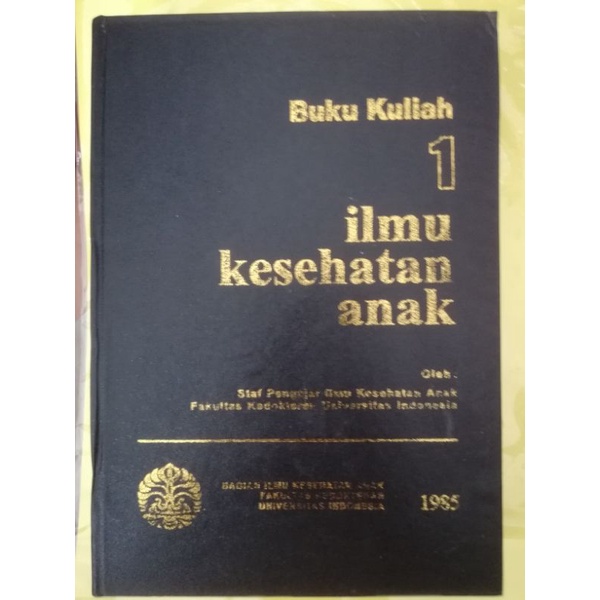 Buku Kuliah
1
ilmu
kesehatan
anak
Oleh :
Staf Pengajar Ilmu Kesehatan Anak
Fakultas Kedokteran Universitas Indonesia
BAGIAN ILMU KESEHATAN ANAK
FAKULTAS KEDOKTERAN
UNIVERSITAS INDONESIA
1985